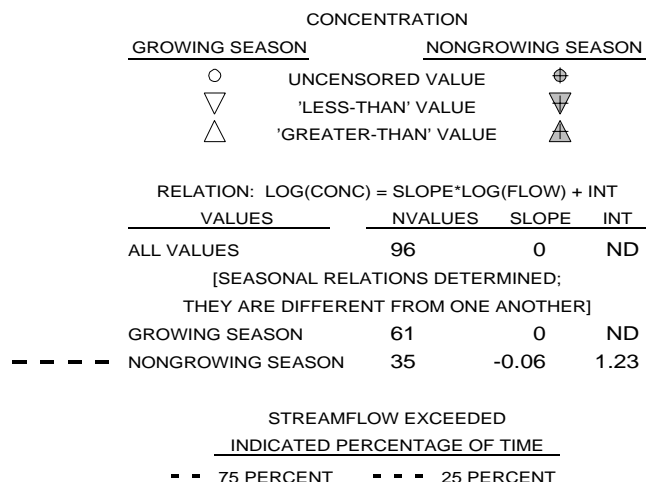 CONCENTRATION
GROWING SEASON NONGROWING SEASON
UNCENSORED VALUE
'LESS-THAN' VALUE
'GREATER-THAN' VALUE
RELATION: LOG(CONC) = SLOPE*LOG(FLOW) + INT
VALUES NVALUES SLOPE INT
ALL VALUES 96 0 ND
[SEASONAL RELATIONS DETERMINED;
THEY ARE DIFFERENT FROM ONE ANOTHER]
GROWING SEASON 61 0 ND
NONGROWING SEASON 35 -0.06 1.23
STREAMFLOW EXCEEDED
INDICATED PERCENTAGE OF TIME
75 PERCENT 25 PERCENT